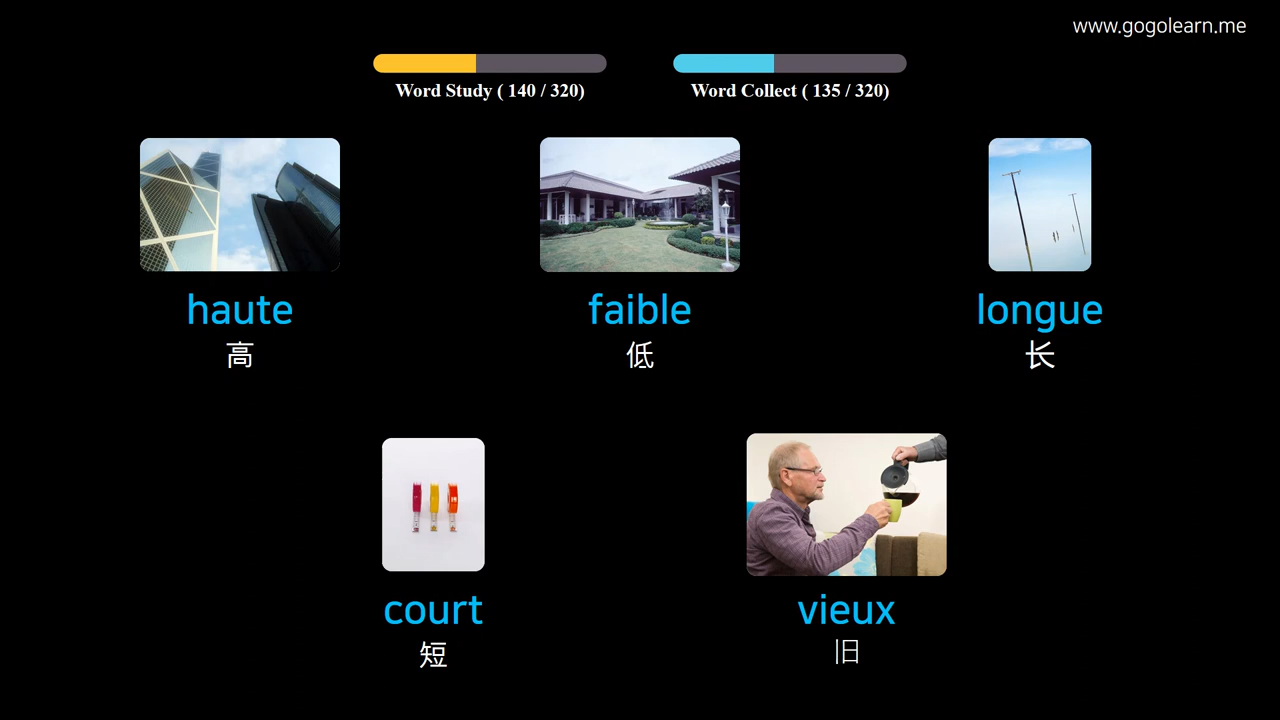 www.gogolearn.me
Word Study ( 140 / 320)
Word Collect ( 135 / 320)
haute
高
faible
低
longue
长
court
短
vieux
旧